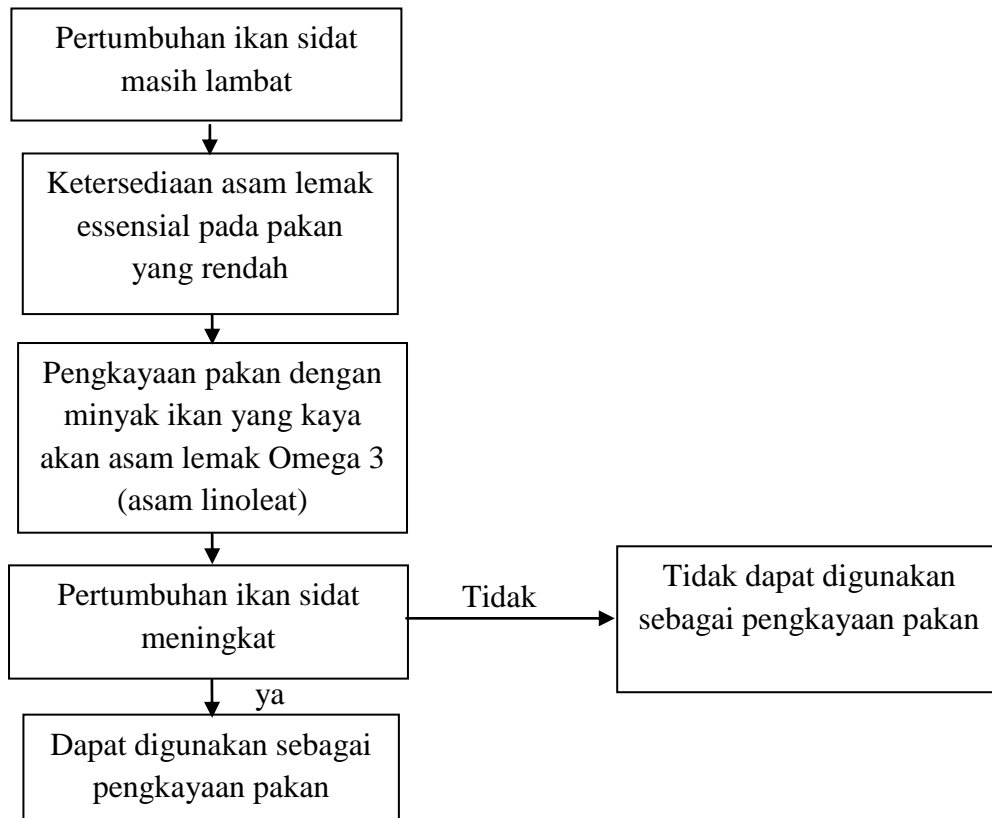 Pertumbuhan ikan sidat
masih lambat
Ketersediaan asam lemak
essensial pada pakan
yang rendah
Pengkayaan pakan dengan
minyak ikan yang kaya
akan asam lemak Omega 3
(asam linoleat)
Pertumbuhan ikan sidat
meningkat
Tidak
Tidak dapat digunakan
sebagai pengkayaan pakan
ya
Dapat digunakan sebagai
pengkayaan pakan